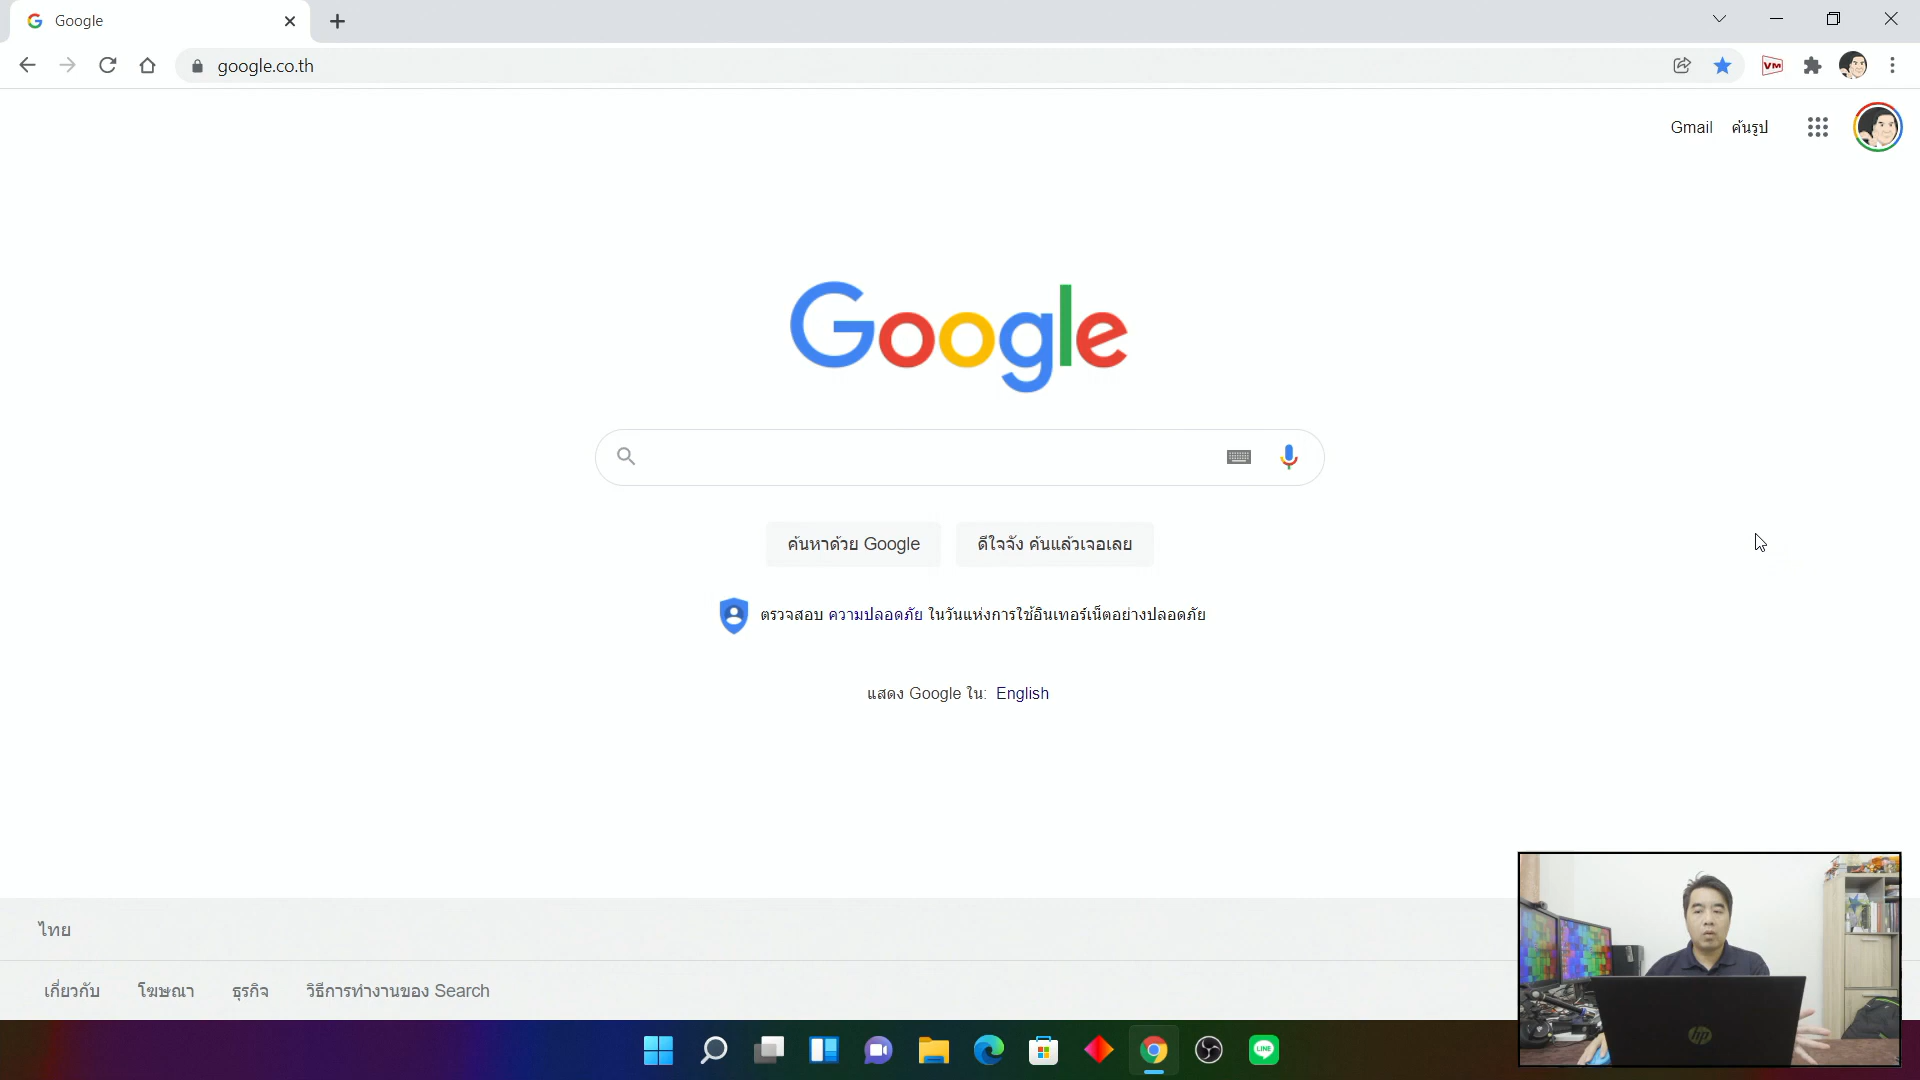 Google
google.co.th
VM
Gmail ค้นรูป
Google
ค้นหาด้วย Google ดีใจจัง ค้นแล้วเจอเลย
ตรวจสอบ ความปลอดภัย ในวันแห่งการใช้อินเทอร์เน็ตอย่างปลอดภัย
แสดง Google ใน: English
ไทย
เกี่ยวกับ โฆษณา ธุรกิจ วิธีการทำงานของ Search
hp
LINE